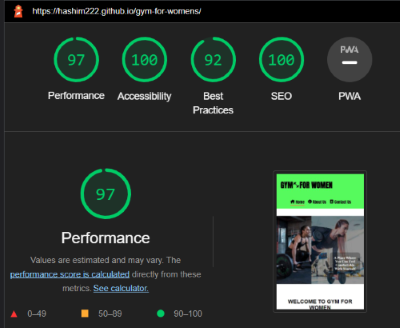 https://hashim222.github.io/gym-for-womens/
97
100
92
100
PWA
Performance
Accessibility
Best
Practices
SEO
PWA
97
Performance
Values are estimated and may vary. The
performance score is calculated directly from these
metrics. See calculator.
0–49
50–89
90–100
GYM FOR WOMEN
Home
About Us
Contact Us
WELCOME TO GYM FOR
WOMEN